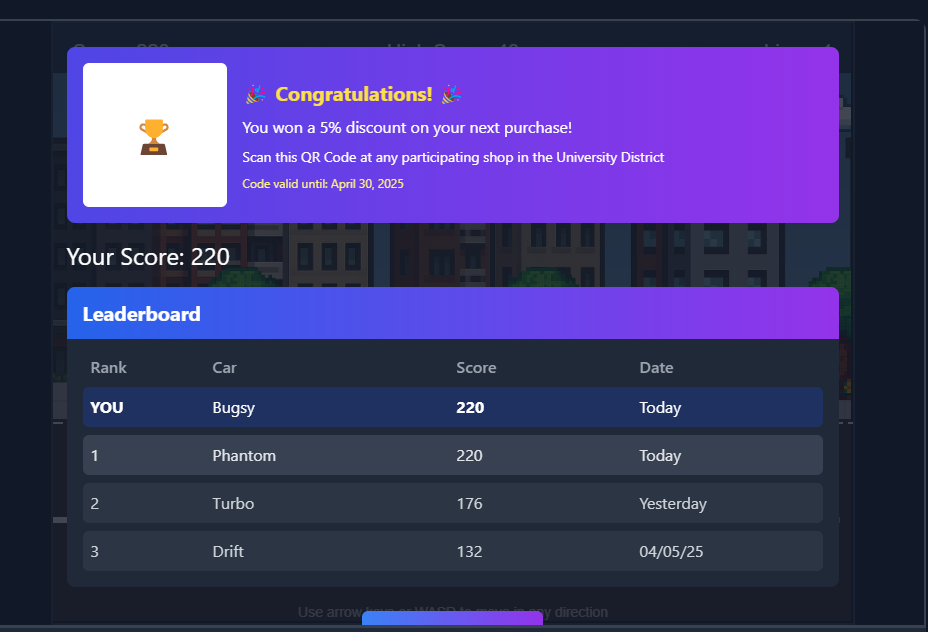 🎉 Congratulations! 🎉
You won a 5% discount on your next purchase!
Scan this QR Code at any participating shop in the University District
Code valid until: April 30, 2025
Your Score: 220
Leaderboard
Rank Car Score Date
YOU Bugsy 220 Today
1 Phantom 220 Today
2 Turbo 176 Yesterday
3 Drift 132 04/05/25
Use arrow keys or WASD to move in any direction